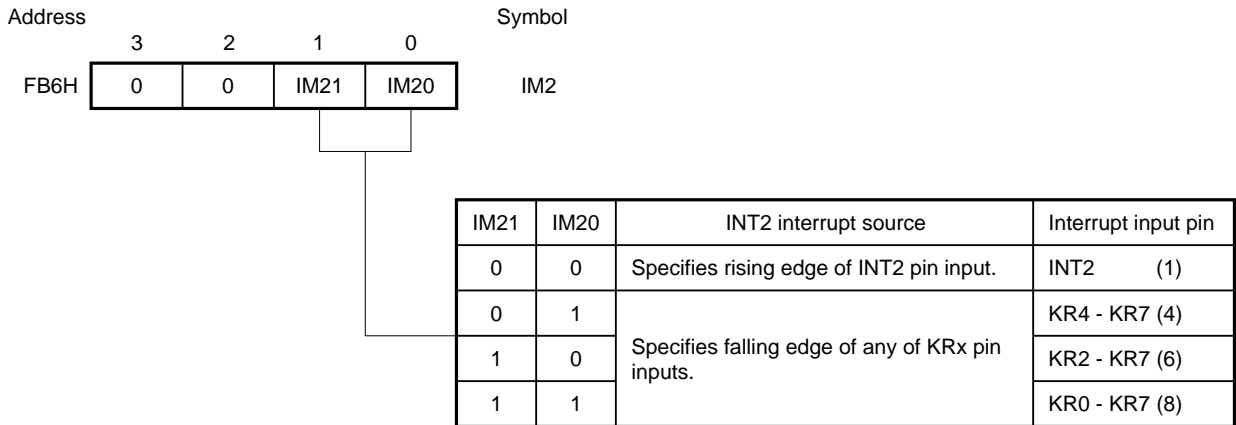 Address Symbol
3 2 1 0
FB6H 0 0 IM21 IM20 IM2
IM21 IM20 INT2 interrupt source Interrupt input pin
0 0 Specifies rising edge of INT2 pin input. INT2 (1)
0 1 KR4 - KR7 (4)
Specifies falling edge of any of KRx pin
inputs.
1 0 KR2 - KR7 (6)
1 1 KR0 - KR7 (8)